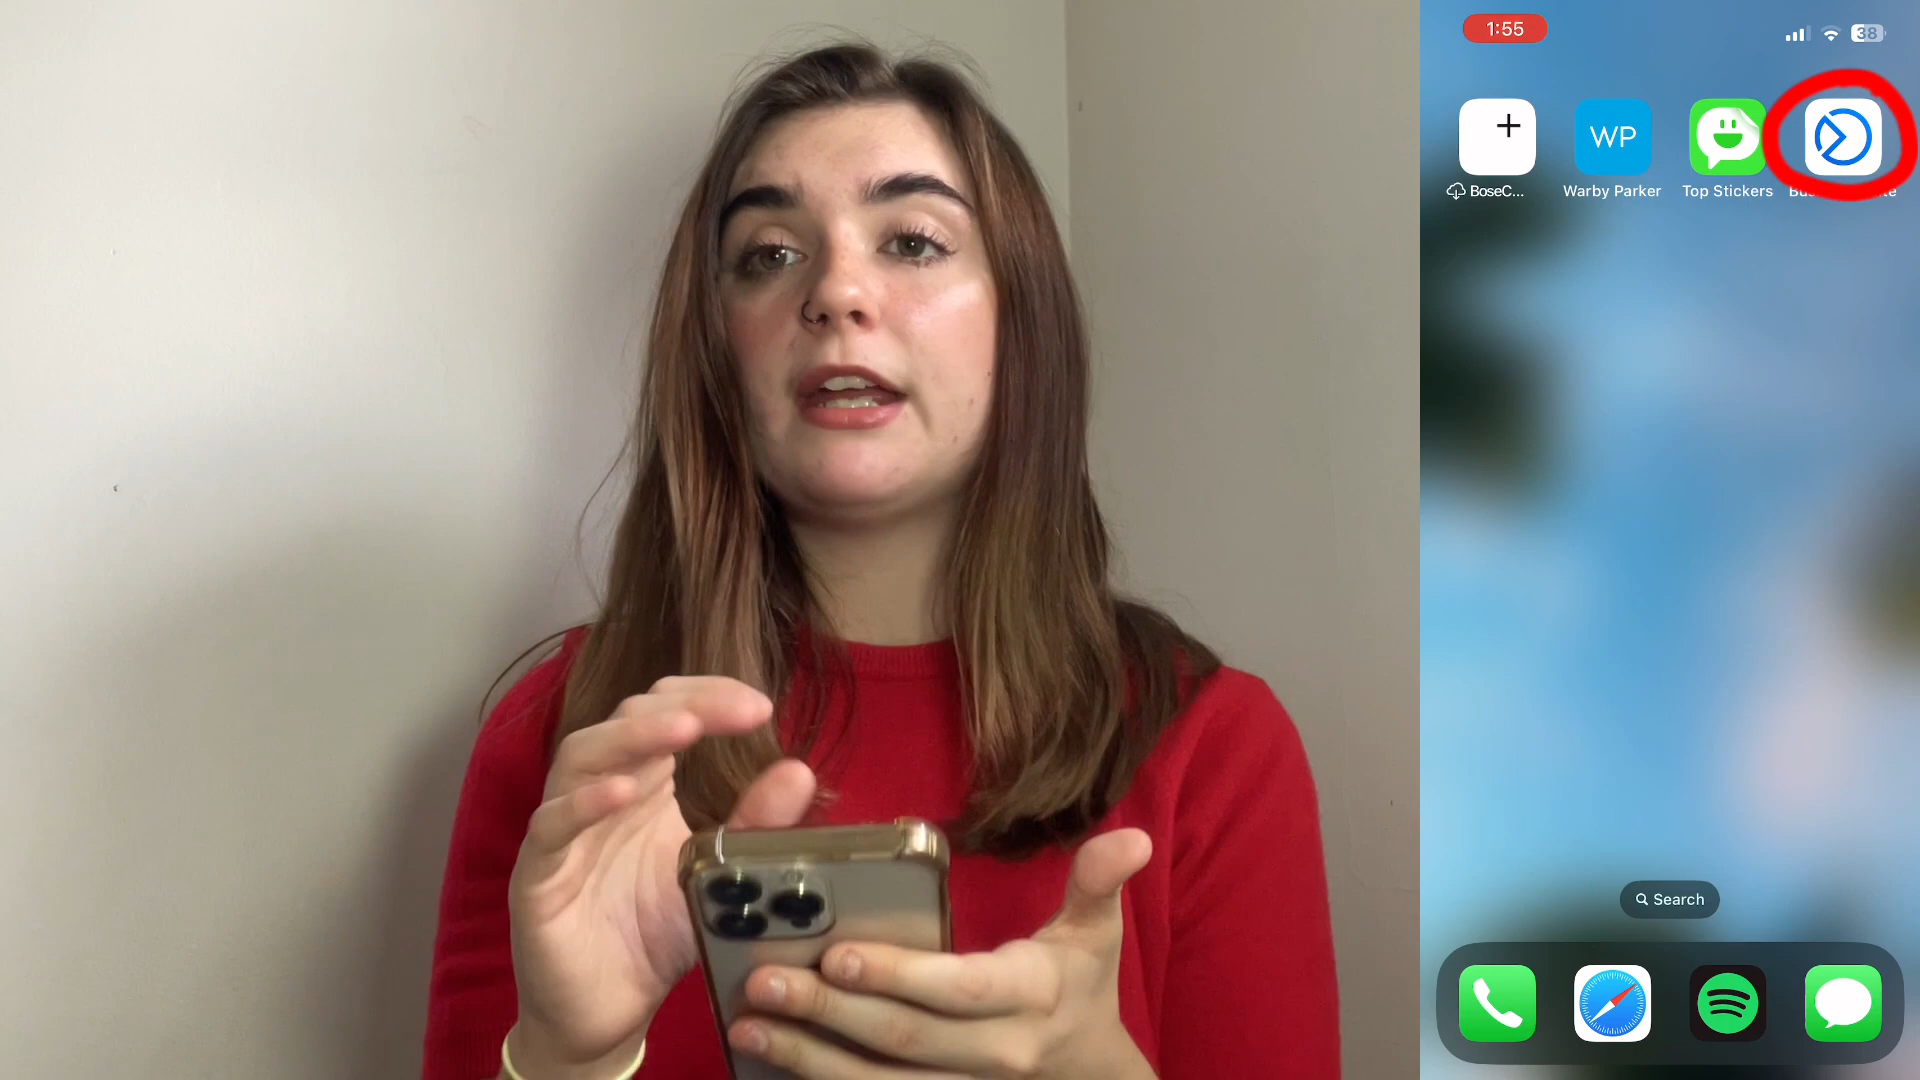 1:55
38
+
WP
BoseC...
Warby Parker
Top Stickers
Search